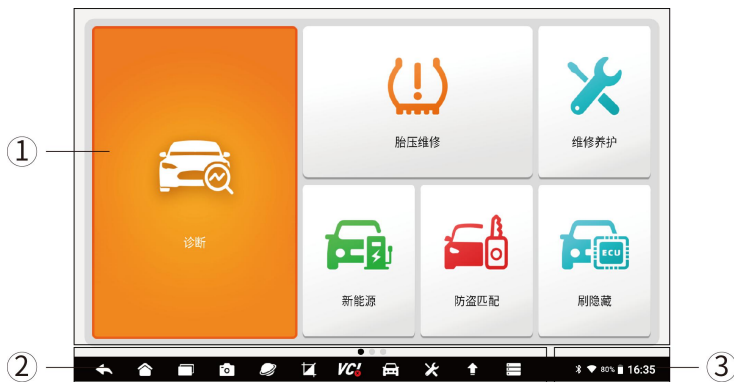 ①
诊断
胎压维修
维修养护
新能源
防盗匹配
ECU
刷隐藏
②
VC!
80%
16:35
③